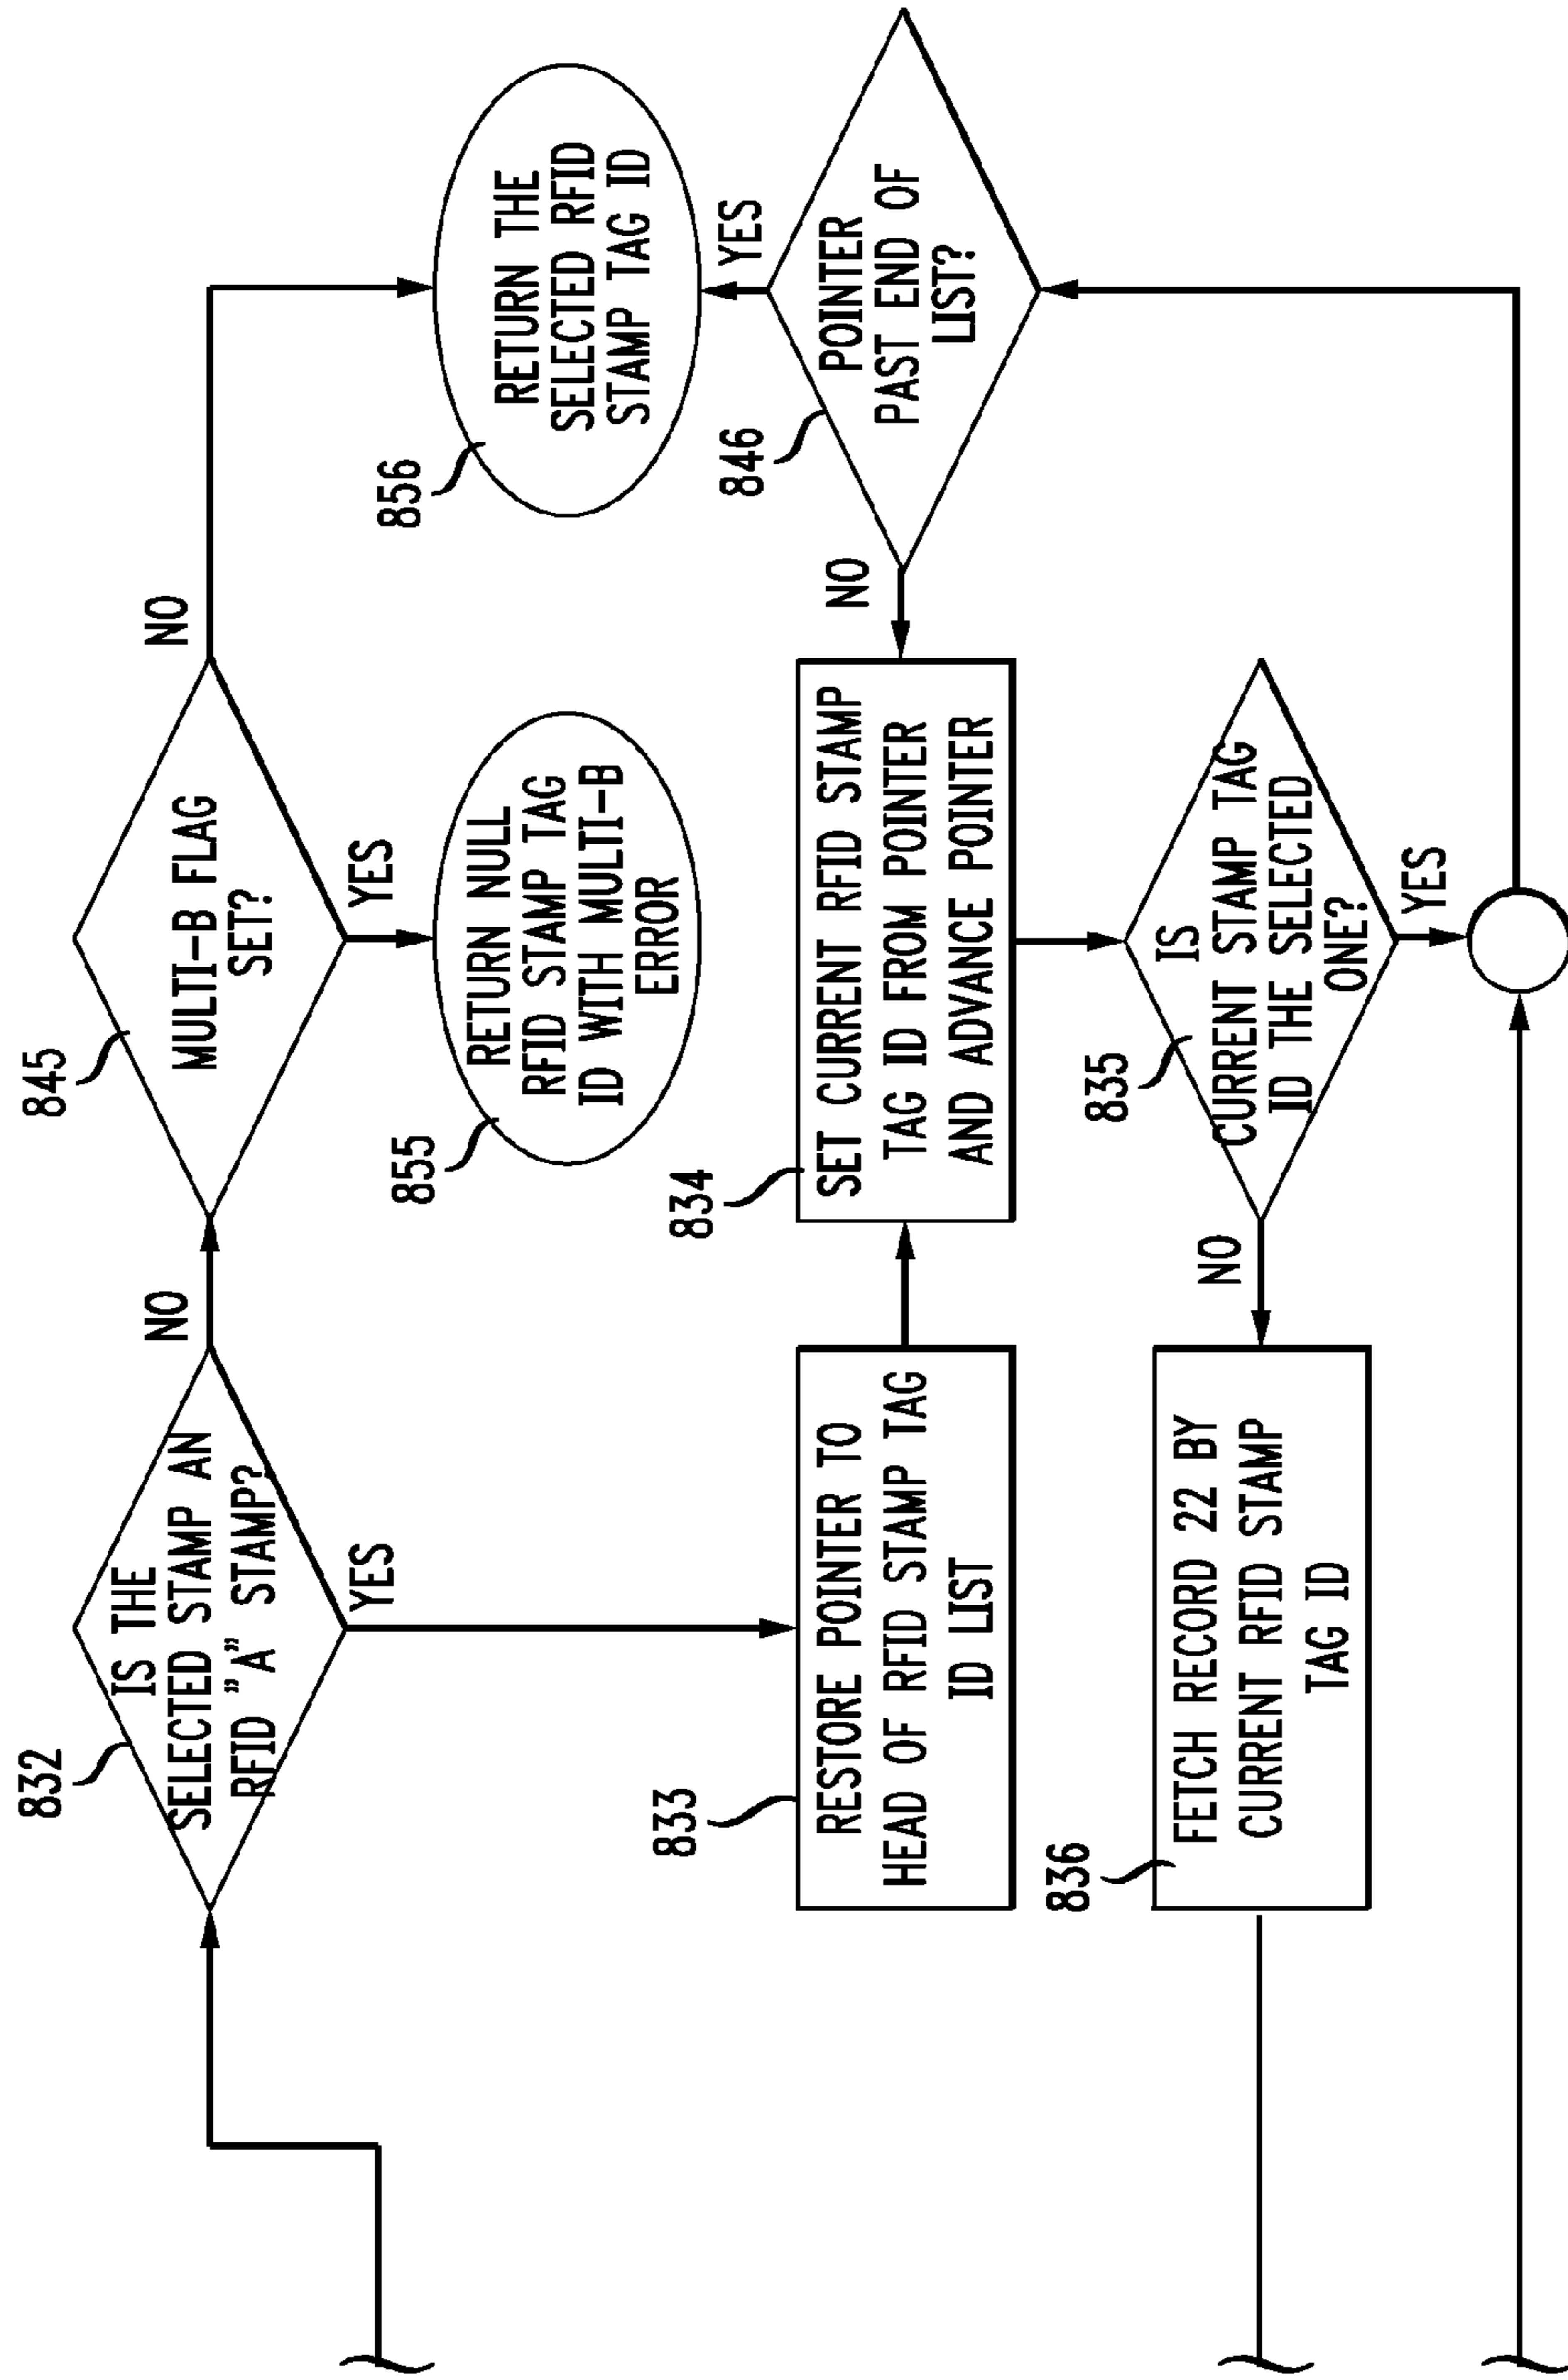 832
IS THE
SELECTED STAMP AN
RFID "A" STAMP?
NO
YES
845
MULTI-B FLAG
SET?
NO
YES
855
RETURN NULL
RFID STAMP TAG
ID WITH MULTI-B
ERROR
856
RETURN THE
SELECTED RFID
STAMP TAG ID
833
RESTORE POINTER TO
HEAD OF RFID STAMP TAG
ID LIST
834
SET CURRENT RFID STAMP
TAG ID FROM POINTER
AND ADVANCE POINTER
NO
846
POINTER
PAST END OF
LIST?
YES
836
FETCH RECORD 22 BY
CURRENT RFID STAMP
TAG ID
NO
835
IS
CURRENT STAMP TAG
ID THE SELECTED
ONE?
YES